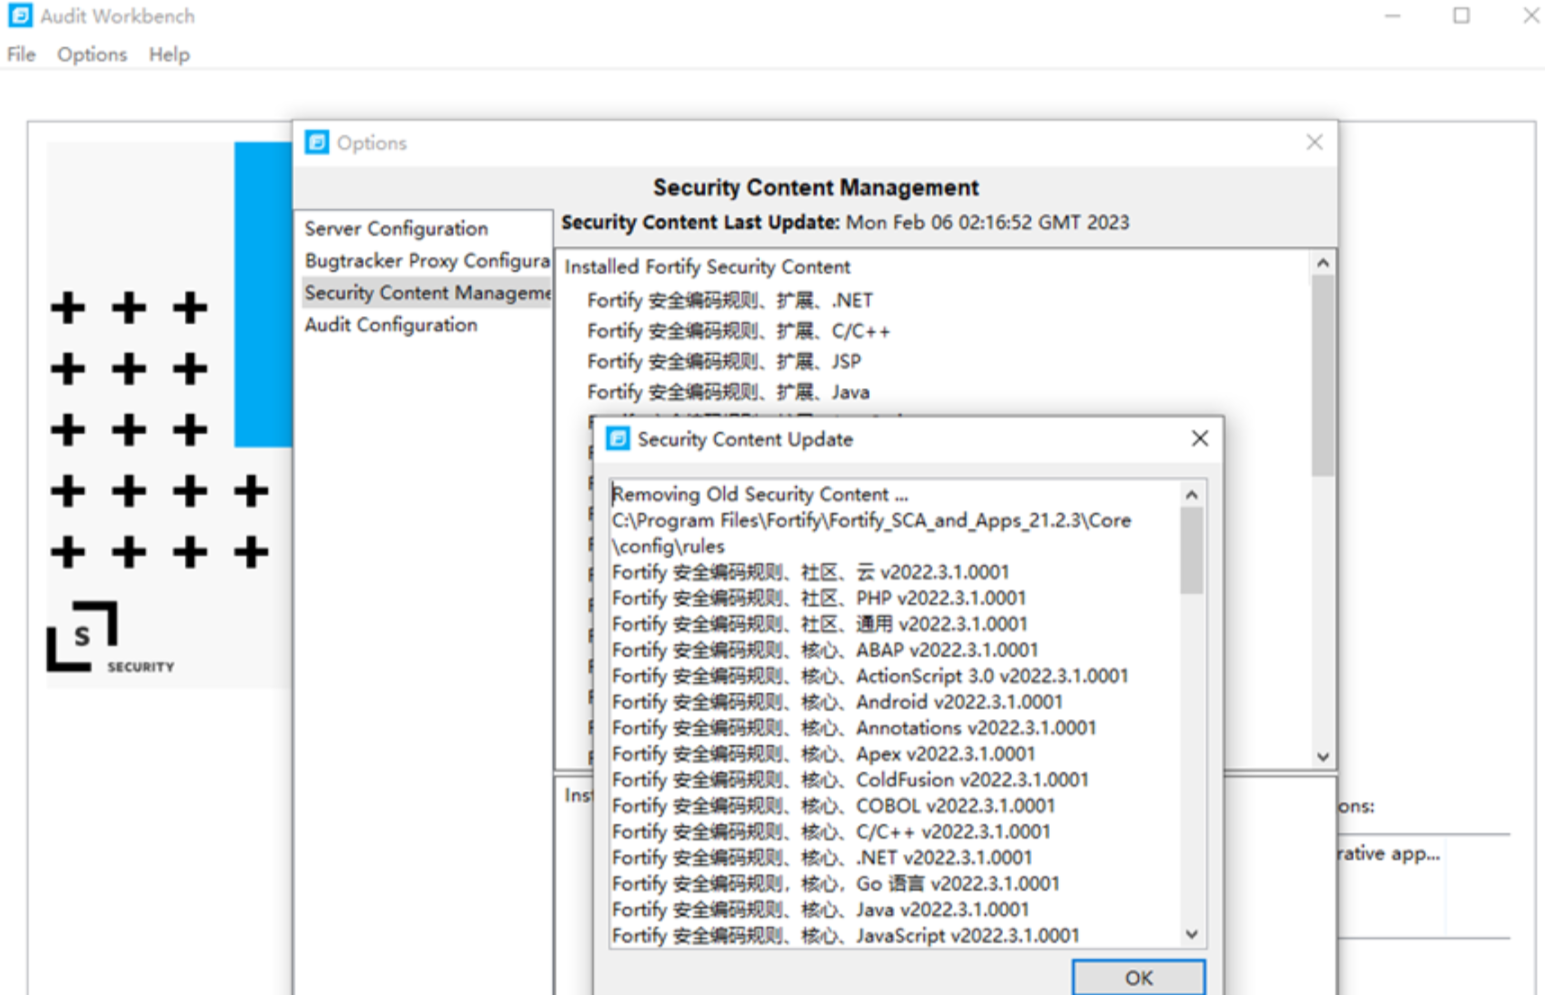 Audit Workbench
File Options Help
Options
Security Content Management
Server Configuration
Bugtracker Proxy Configura
Security Content Manageme
Audit Configuration
Security Content Last Update: Mon Feb 06 02:16:52 GMT 2023
Installed Fortify Security Content
Fortify 安全编码规则、扩展、.NET
Fortify 安全编码规则、扩展、C/C++
Fortify 安全编码规则、扩展、JSP
Fortify 安全编码规则、扩展、Java
Security Content Update
Removing Old Security Content ...
C:\Program Files\Fortify\Fortify_SCA_and_Apps_21.2.3\Core
\config\rules
Fortify 安全编码规则、社区、云 v2022.3.1.0001
Fortify 安全编码规则、社区、PHP v2022.3.1.0001
Fortify 安全编码规则、社区、通用 v2022.3.1.0001
Fortify 安全编码规则、核心、ABAP v2022.3.1.0001
Fortify 安全编码规则、核心、ActionScript 3.0 v2022.3.1.0001
Fortify 安全编码规则、核心、Android v2022.3.1.0001
Fortify 安全编码规则、核心、Annotations v2022.3.1.0001
Fortify 安全编码规则、核心、Apex v2022.3.1.0001
Fortify 安全编码规则、核心、ColdFusion v2022.3.1.0001
Fortify 安全编码规则、核心、COBOL v2022.3.1.0001
Fortify 安全编码规则、核心、C/C++ v2022.3.1.0001
Fortify 安全编码规则、核心、.NET v2022.3.1.0001
Fortify 安全编码规则，核心，Go 语言 v2022.3.1.0001
Fortify 安全编码规则、核心、Java v2022.3.1.0001
Fortify 安全编码规则、核心、JavaScript v2022.3.1.0001
OK
Ins
ons:
rative app...
S
SECURITY